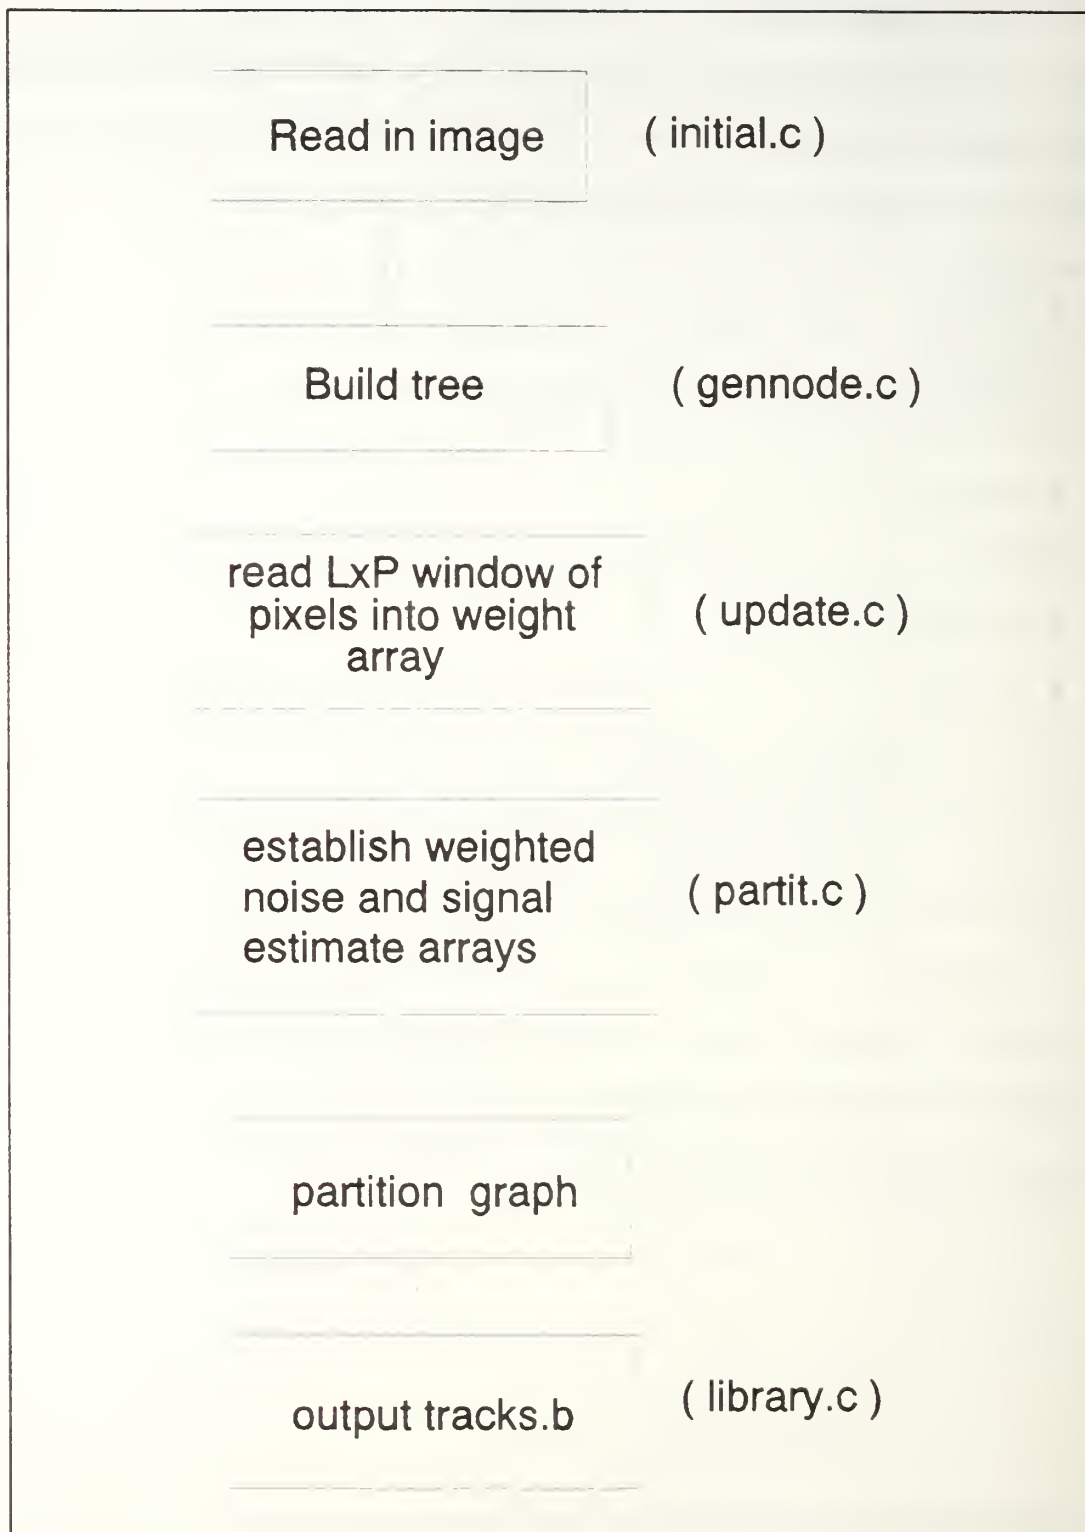 Read in image ( initial.c )
Build tree ( gennode.c )
read LxP window of
pixels into weight
array
( update.c )
establish weighted
noise and signal
estimate arrays
( partit.c )
partition graph
output tracks.b ( library.c )